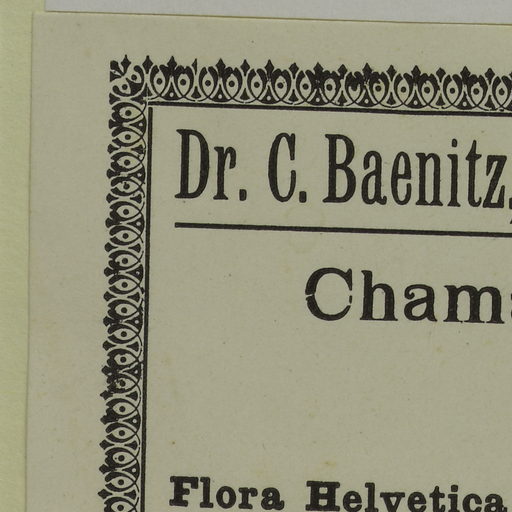 Dr. C. Baenitz,
Cham
Flora Helvetica